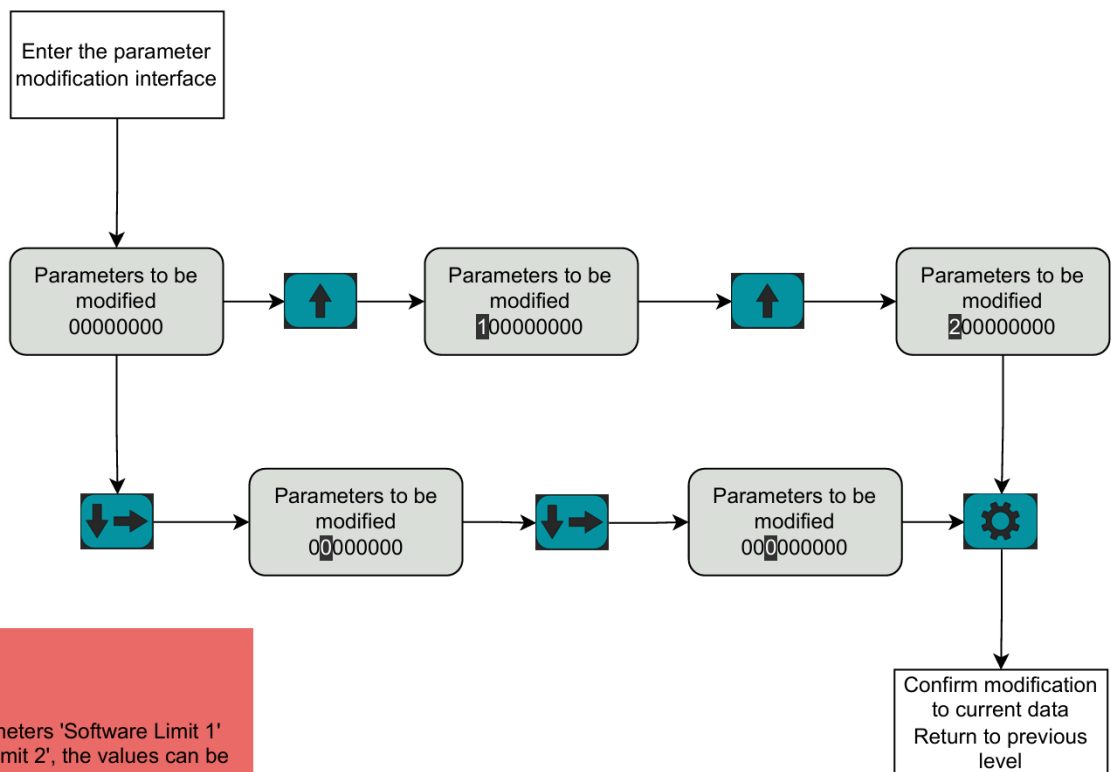 Enter the parameter
modification interface
Parameters to be
modified
00000000
Parameters to be
modified
100000000
Parameters to be
modified
200000000
Parameters to be
modified
00000000
Parameters to be
modified
000000000
'Software Limit 1'
2', the values can be
Confirm modification
to current data
Return to previous
level